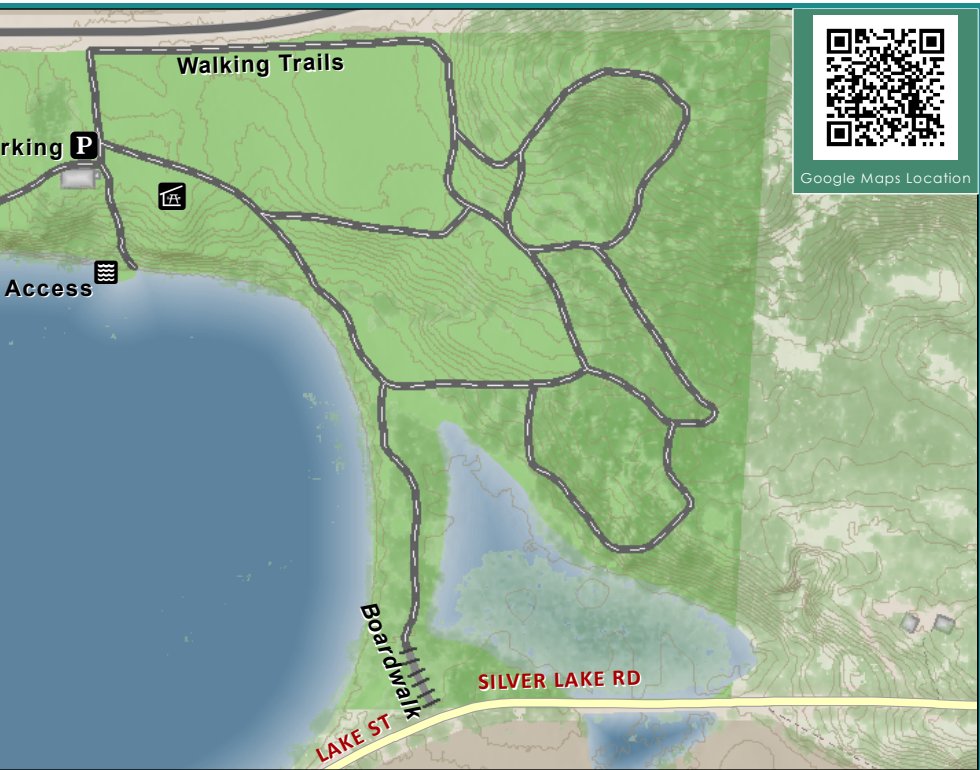 Walking Trails
rking P
Google Maps Location
Access
Boardwalk
SILVER LAKE RD
LAKE ST